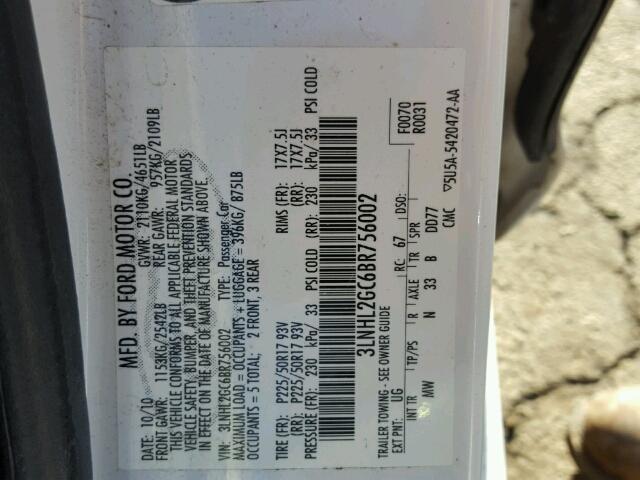 MFD. BY FORD MOTOR CO.
DATE: 10/10 GVWR: 2110KG/4651LB
FRONT GAWR: 1153KG/2542LB REAR GAWR: 957KG/2109LB
THIS VEHICLE CONFORMS TO ALL APPLICABLE FEDERAL MOTOR
VEHICLE SAFETY, BUMPER, AND THEFT PREVENTION STANDARDS
IN EFFECT ON THE DATE OF MANUFACTURE SHOWN ABOVE.
VIN: 3LNHL2GC6BR756002 TYPE: Passenger Car
MAXIMUM LOAD = OCCUPANTS + LUGGAGE = 396KG/ 875LB
OCCUPANTS = 5 TOTAL; 2 FRONT, 3 REAR
TIRE (FR): P225/50R17 93V RIMS (FR): 17X7.5J
(RR): P225/50R17 93V (RR): 17X7.5J
PRESSURE (FR): 230 kPa/ 33 PSI COLD (RR): 230 kPa/ 33 PSI COLD
3LNHL2GC6BR756002
F0070
R0031
TRAILER TOWING - SEE OWNER GUIDE
EXT PNT: UG RC: 67 DSO:
INT TR TP/PS R AXLE TR SPR
MW N 33 B DD77
CMC ▽5U5A-5420472-AA